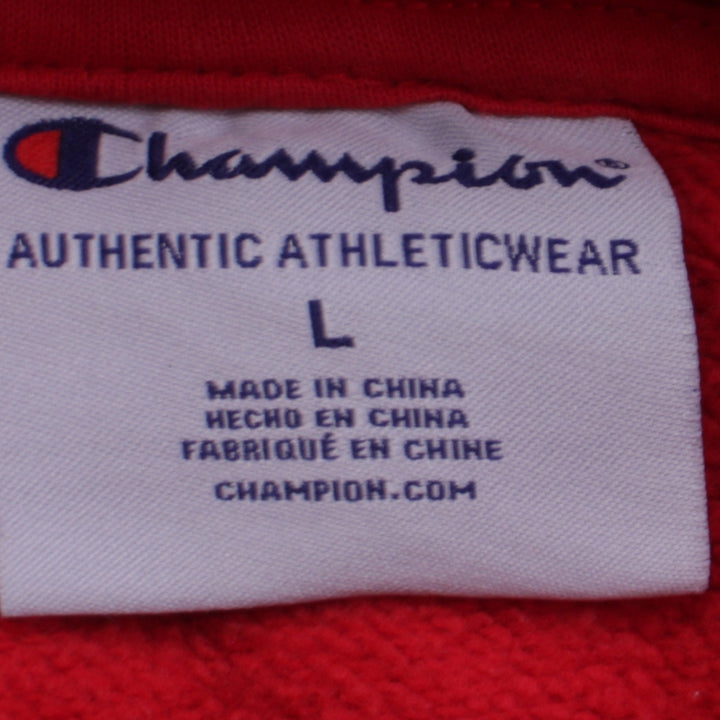 Champion®
AUTHENTIC ATHLETICWEAR
L
MADE IN CHINA
HECHO EN CHINA
FABRIQUÉ EN CHINE
CHAMPION.COM